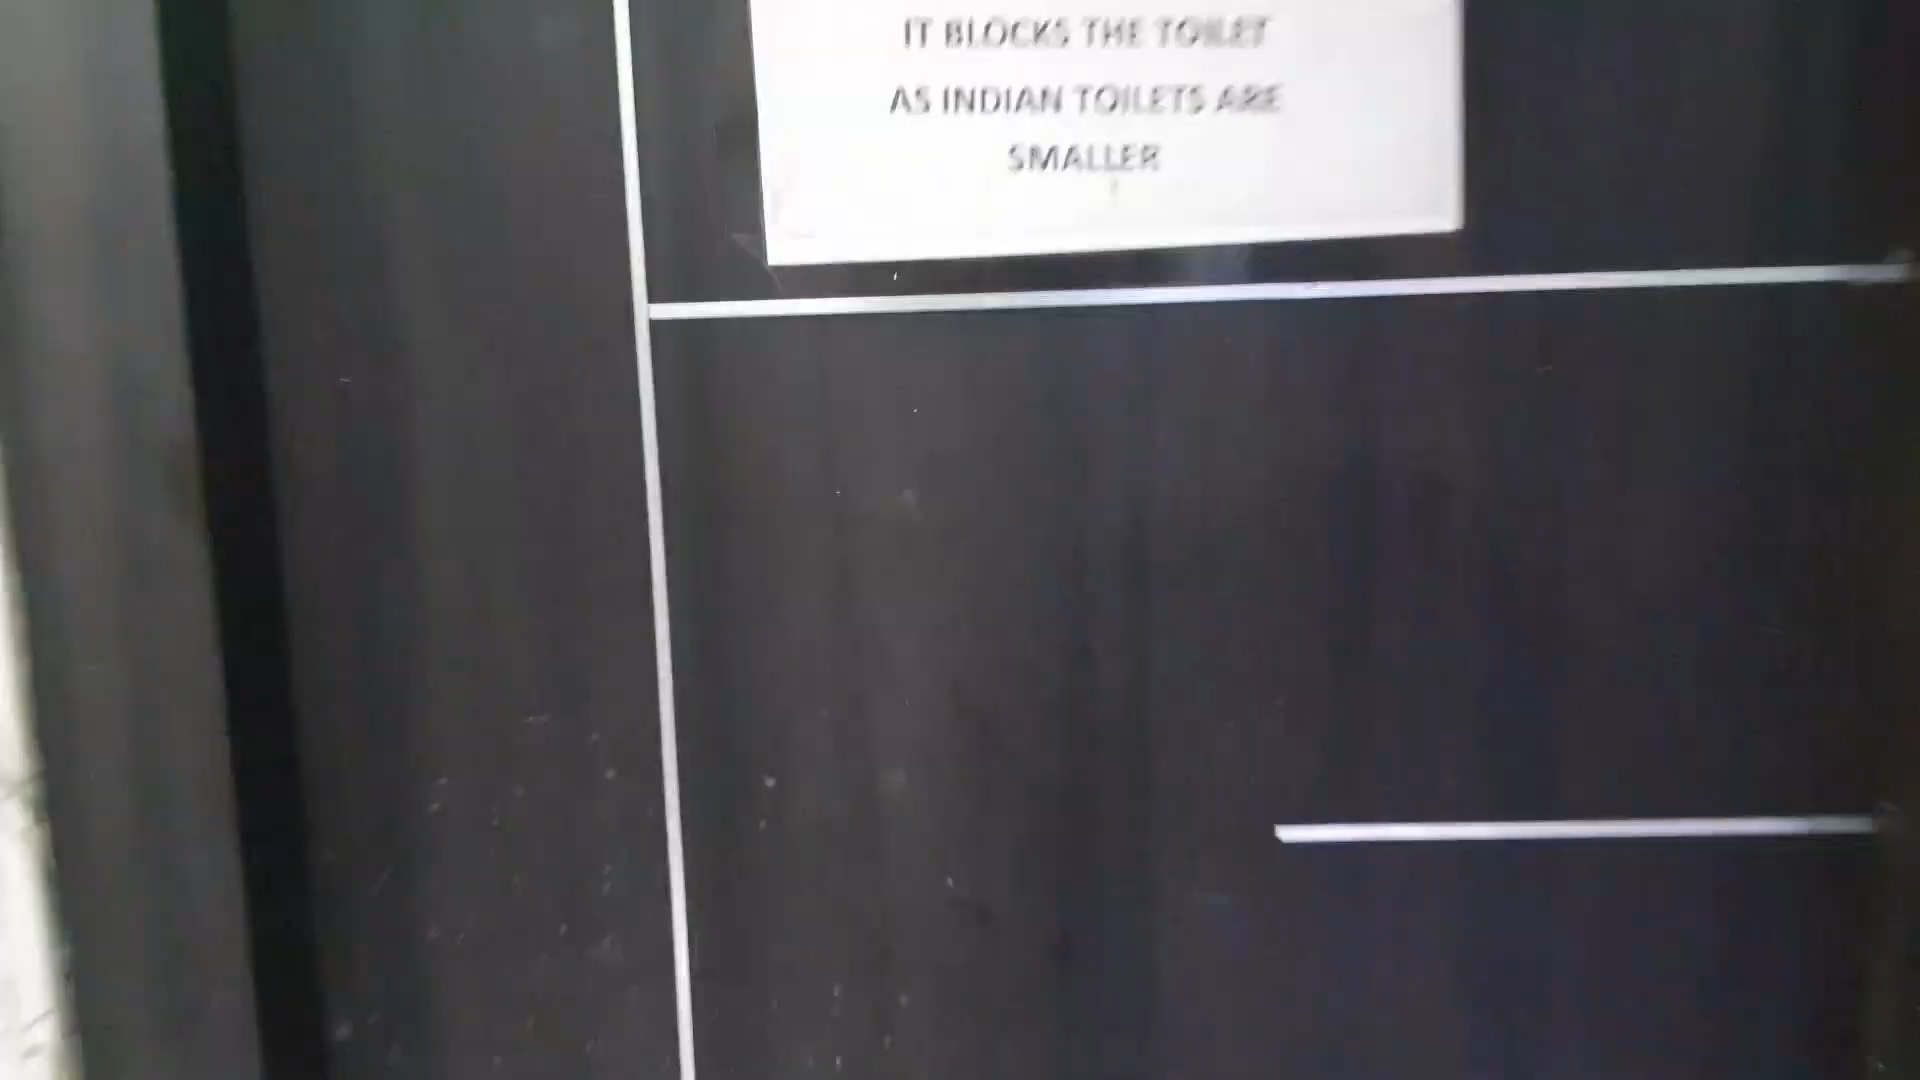 IT BLOCKS THE TOILET
AS INDIAN TOILETS ARE
SMALLER